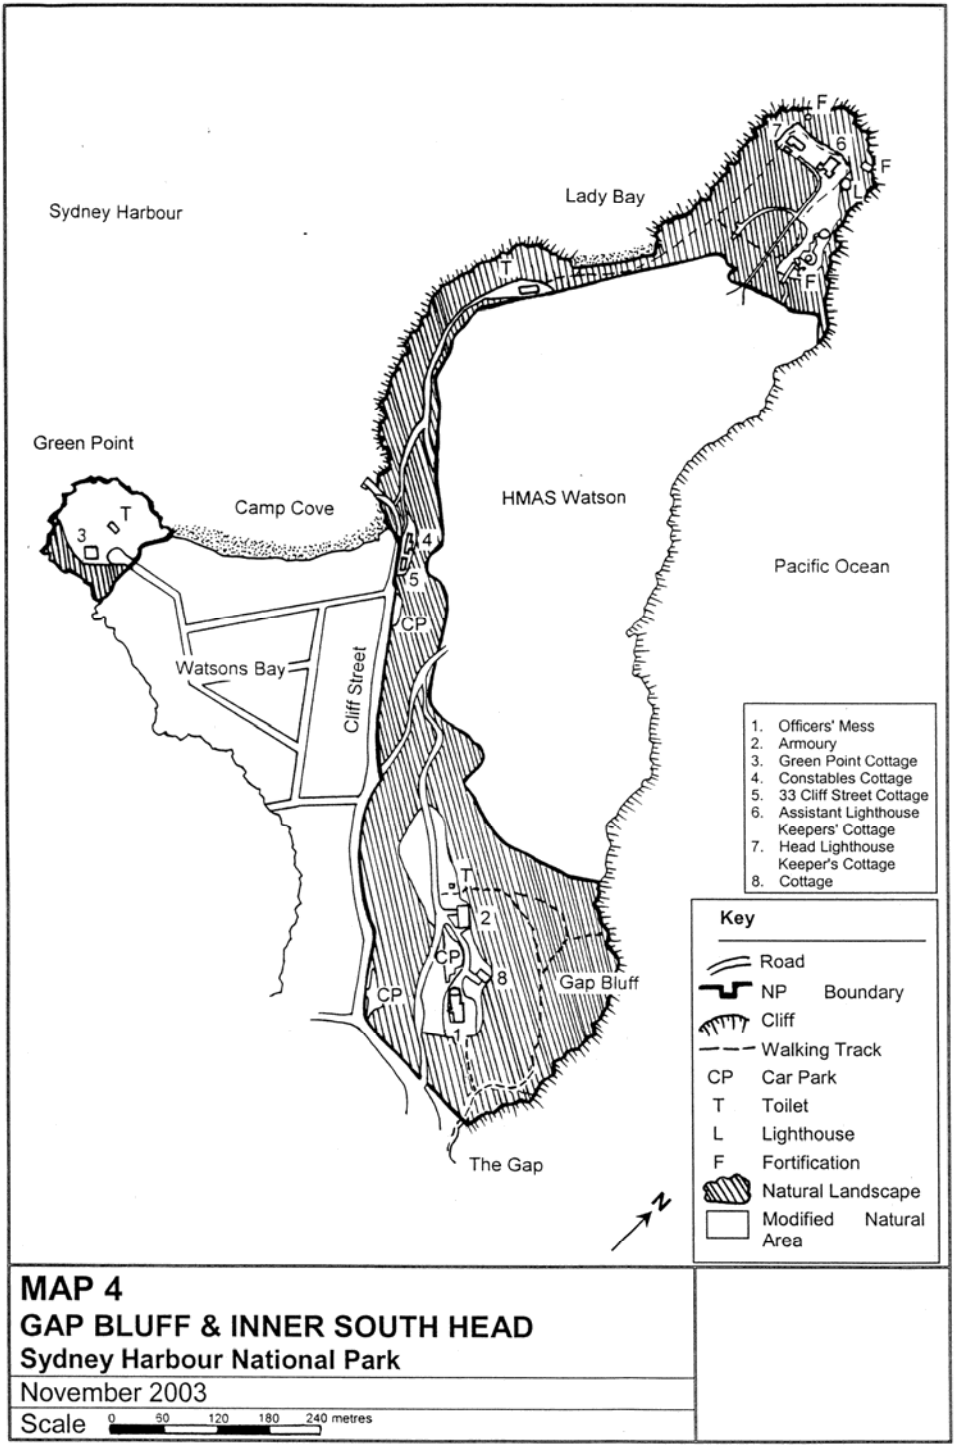 F
7
6
F
L
Lady Bay
Sydney Harbour
T
F
Green Point
T
3
Camp Cove
HMAS Watson
4
5
CP
Pacific Ocean
Watsons Bay
Cliff Street
1. Officers' Mess
2. Armoury
3. Green Point Cottage
4. Constables Cottage
5. 33 Cliff Street Cottage
6. Assistant Lighthouse
Keepers' Cottage
7. Head Lighthouse
Keeper's Cottage
8. Cottage
T
2
CP
8
Gap Bluff
CP
1
The Gap
N
Key
Road
NP Boundary
Cliff
Walking Track
CP Car Park
T Toilet
L Lighthouse
F Fortification
Natural Landscape
Modified Natural
Area
MAP 4
GAP BLUFF & INNER SOUTH HEAD
Sydney Harbour National Park
November 2003
Scale 0 60 120 180 240 metres